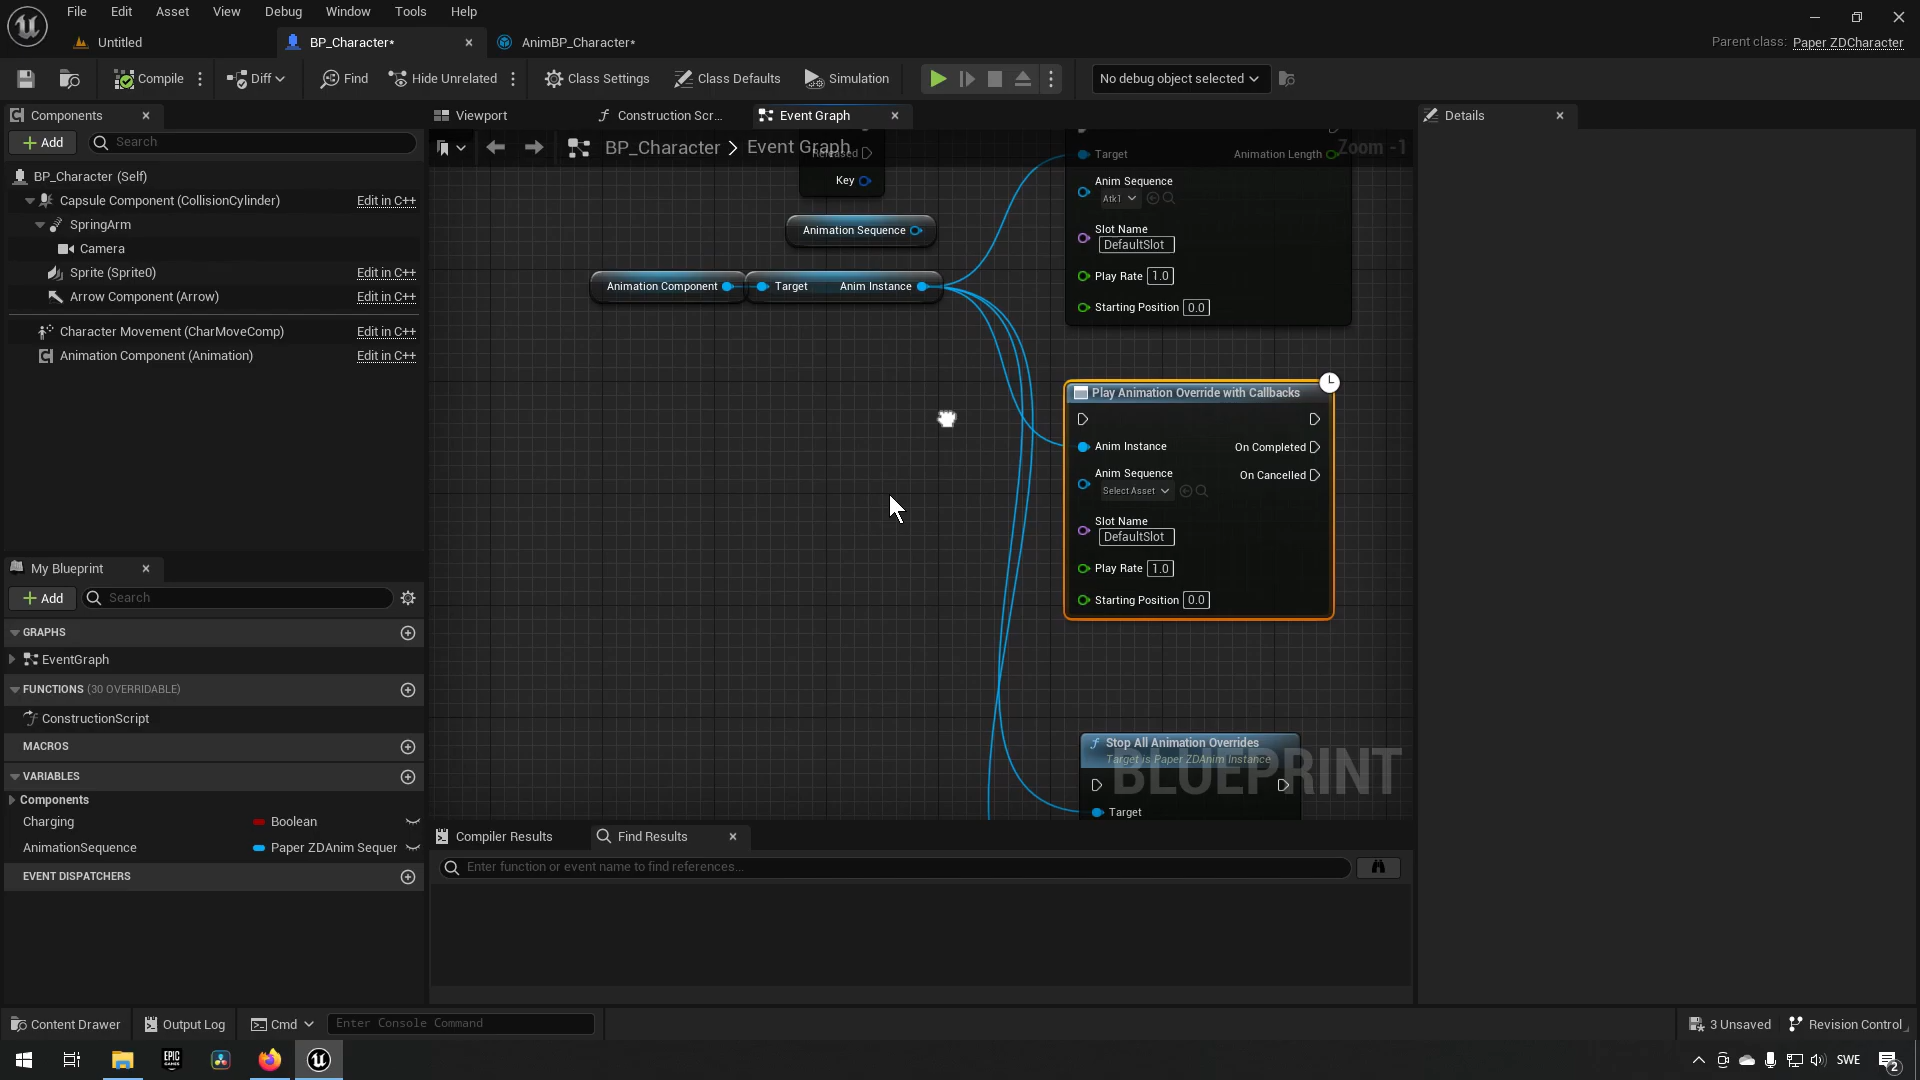 File Edit Asset View Debug Window Tools Help
Untitled
BP_Character*
AnimBP_Character*
Parent class: Paper ZDCharacter
Compile
Diff
Find
Hide Unrelated
Class Settings
Class Defaults
Simulation
No debug object selected
Components
Add
Search
BP_Character (Self)
Capsule Component (CollisionCylinder) Edit in C++
SpringArm
Camera
Sprite (Sprite0) Edit in C++
Arrow Component (Arrow) Edit in C++
Character Movement (CharMoveComp) Edit in C++
Animation Component (Animation) Edit in C++
My Blueprint
Add
Search
GRAPHS
EventGraph
FUNCTIONS (30 OVERRIDABLE)
ConstructionScript
MACROS
VARIABLES
Components
Charging Boolean
AnimationSequence Paper ZDAnim Sequer
EVENT DISPATCHERS
Viewport
Construction Scr...
Event Graph
BP_Character > Event Graph
Zoom -1
Released
Key
Animation Sequence
Animation Component
Target Anim Instance
Target Animation Length
Anim Sequence
Atk1
Slot Name
DefaultSlot
Play Rate 1.0
Starting Position 0.0
Play Animation Override with Callbacks
Anim Instance On Completed
Anim Sequence On Cancelled
Select Asset
Slot Name
DefaultSlot
Play Rate 1.0
Starting Position 0.0
Stop All Animation Overrides
Target is Paper ZDAnim Instance
Target
BLUEPRINT
Compiler Results
Find Results
Enter function or event name to find references...
Details
Content Drawer
Output Log
Cmd
Enter Console Command
3 Unsaved
Revision Control
EPIC
GAMES
SWE
2